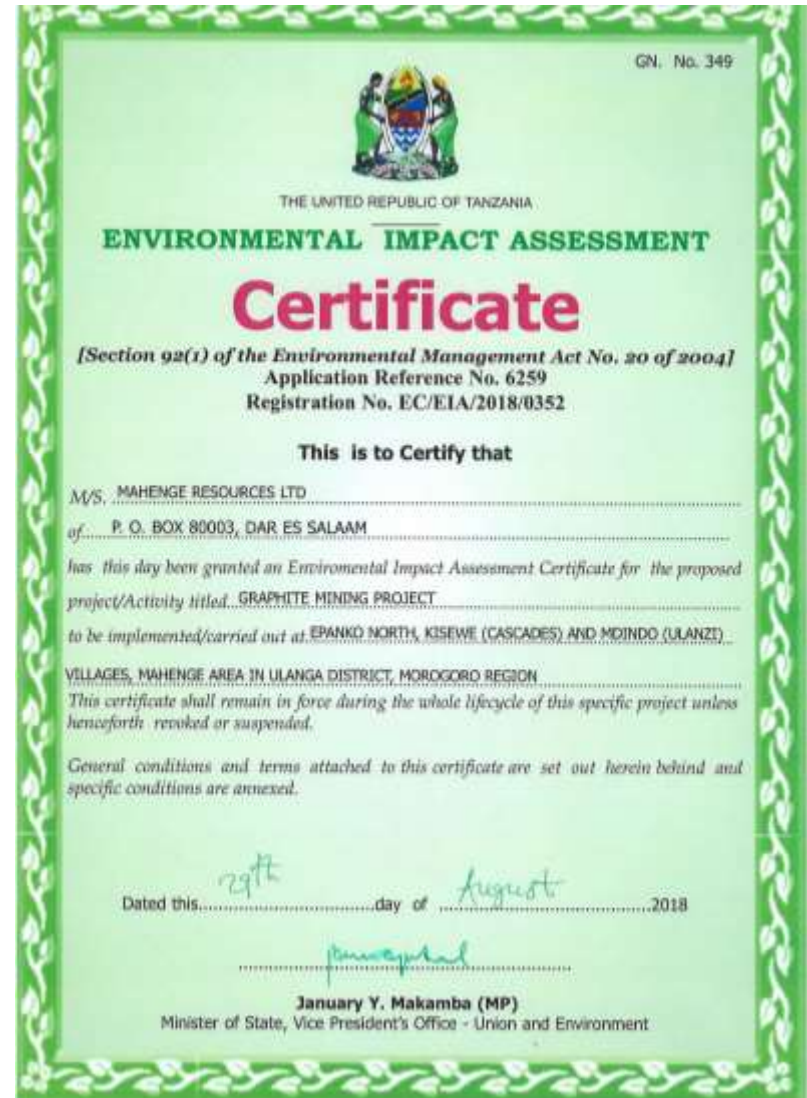 GN. No. 349
THE UNITED REPUBLIC OF TANZANIA
ENVIRONMENTAL IMPACT ASSESSMENT
Certificate
[Section 92(1) of the Environmental Management Act No. 20 of 2004]
Application Reference No. 6259
Registration No. EC/EIA/2018/0352
This is to Certify that
M/S. MAHENGE RESOURCES LTD
of P. O. BOX 80003, DAR ES SALAAM
has this day been granted an Enviromental Impact Assessment Certificate for the proposed
project/Activity titled GRAPHITE MINING PROJECT
to be implemented/carried out at EPANKO NORTH, KISEWE (CASCADES) AND MDINDO (ULANZI)
VILLAGES, MAHENGE AREA IN ULANGA DISTRICT, MOROGORO REGION
This certificate shall remain in force during the whole lifecycle of this specific project unless
henceforth revoked or suspended.
General conditions and terms attached to this certificate are set out herein behind and
specific conditions are annexed.
Dated this 29th day of August 2018
January Y. Makamba (MP)
Minister of State, Vice President's Office - Union and Environment